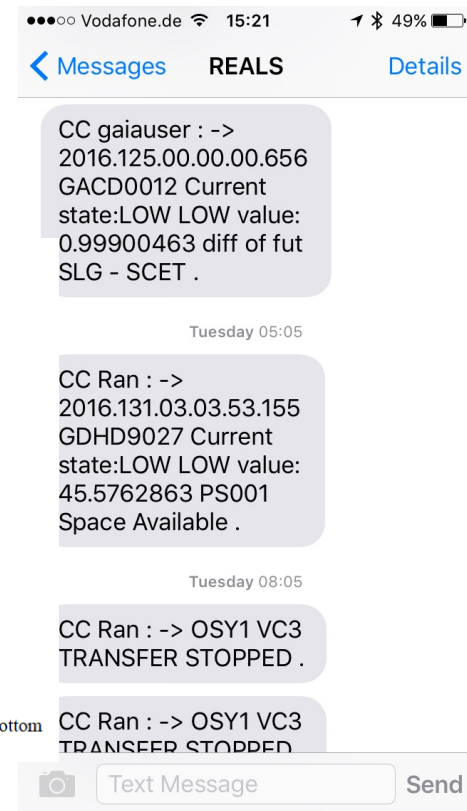 Vodafone.de 15:21 49%
Messages REALS Details
CC gaiauser : ->
2016.125.00.00.00.656
GACD0012 Current
state:LOW LOW value:
0.99900463 diff of fut
SLG - SCET .
Tuesday 05:05
CC Ran : ->
2016.131.03.03.53.155
GDHD9027 Current
state:LOW LOW value:
45.5762863 PS001
Space Available .
Tuesday 08:05
CC Ran : -> OSY1 VC3
TRANSFER STOPPED .
ottom
CC Ran : -> OSY1 VC3
TRANSFER STOPPED
Text Message Send